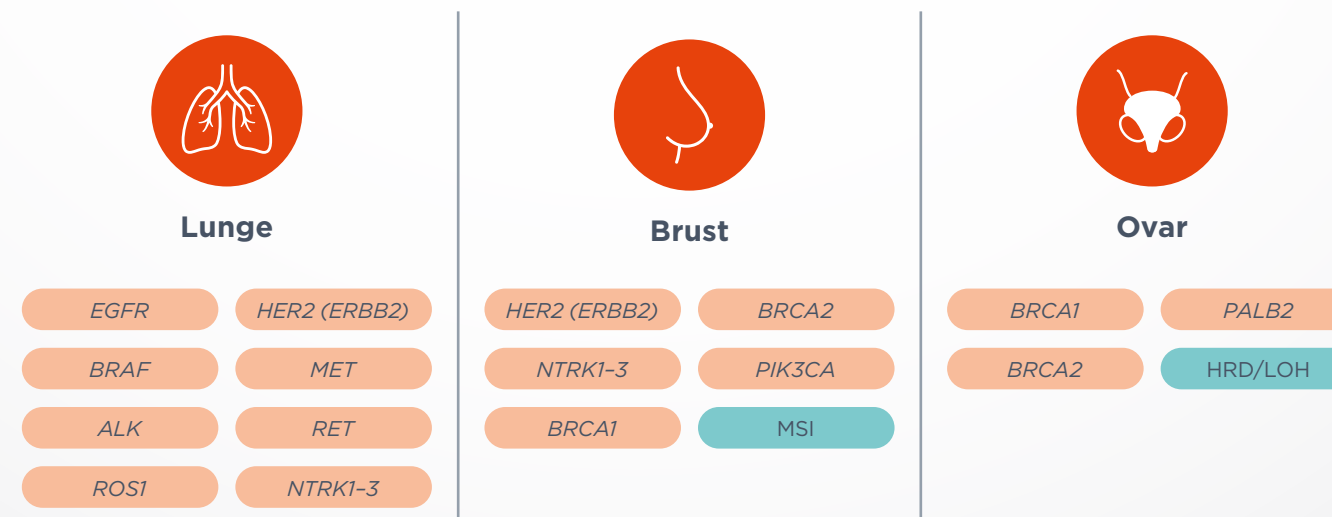 Lunge
EGFR
HER2 (ERBB2)
BRAF
MET
ALK
RET
ROS1
NTRK1–3
Brust
HER2 (ERBB2)
BRCA2
NTRK1–3
PIK3CA
BRCA1
MSI
Ovar
BRCA1
PALB2
BRCA2
HRD/LOH